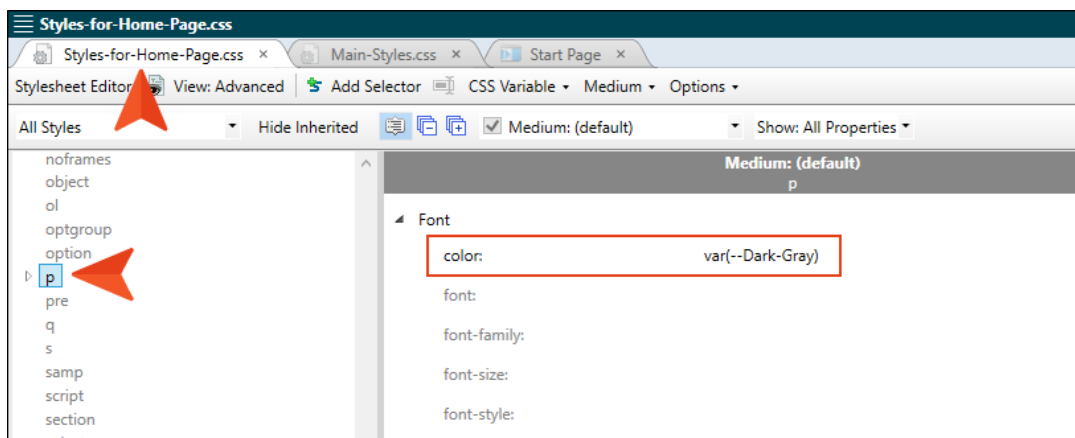 Styles-for-Home-Page.css
Styles-for-Home-Page.css × Main-Styles.css × Start Page ×
Stylesheet Editor View: Advanced Add Selector CSS Variable Medium Options
All Styles Hide Inherited Medium: (default) Show: All Properties
noframes
object
ol
optgroup
option
p
pre
q
s
samp
script
section
Medium: (default)
p
Font
color: var(--Dark-Gray)
font:
font-family:
font-size:
font-style: